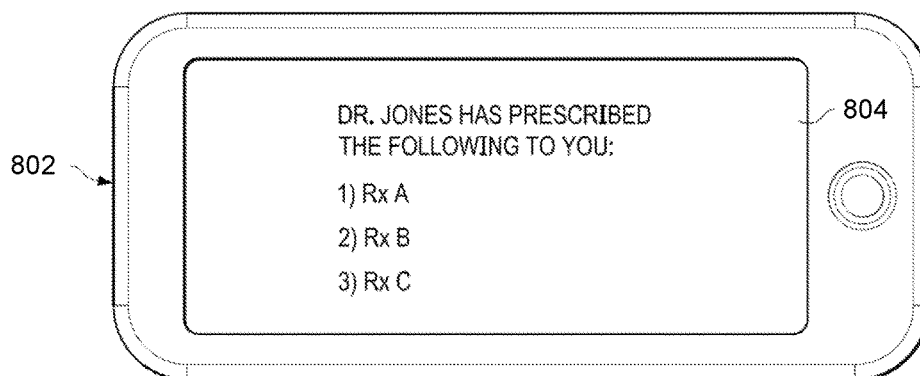 DR. JONES HAS PRESCRIBED
THE FOLLOWING TO YOU:
1) Rx A
2) Rx B
3) Rx C
802
804